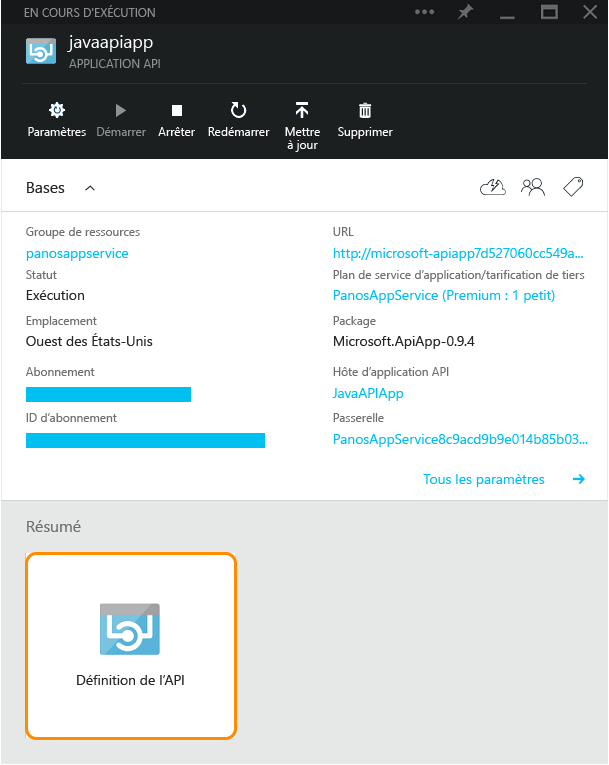 EN COURS D'EXÉCUTION
javaapiapp
APPLICATION API
Paramètres
Démarrer
Arrêter
Redémarrer
Mettre
à jour
Supprimer
Bases
Groupe de ressources
panosappservice
URL
http://microsoft-apiapp7d527060cc549a...
Statut
Exécution
Plan de service d'application/tarification de tiers
PanosAppService (Premium : 1 petit)
Emplacement
Ouest des États-Unis
Package
Microsoft.ApiApp-0.9.4
Abonnement
Hôte d'application API
JavaAPIApp
ID d'abonnement
Passerelle
PanosAppService8c9acd9b9e014b85b03...
Tous les paramètres
Résumé
Définition de l'API